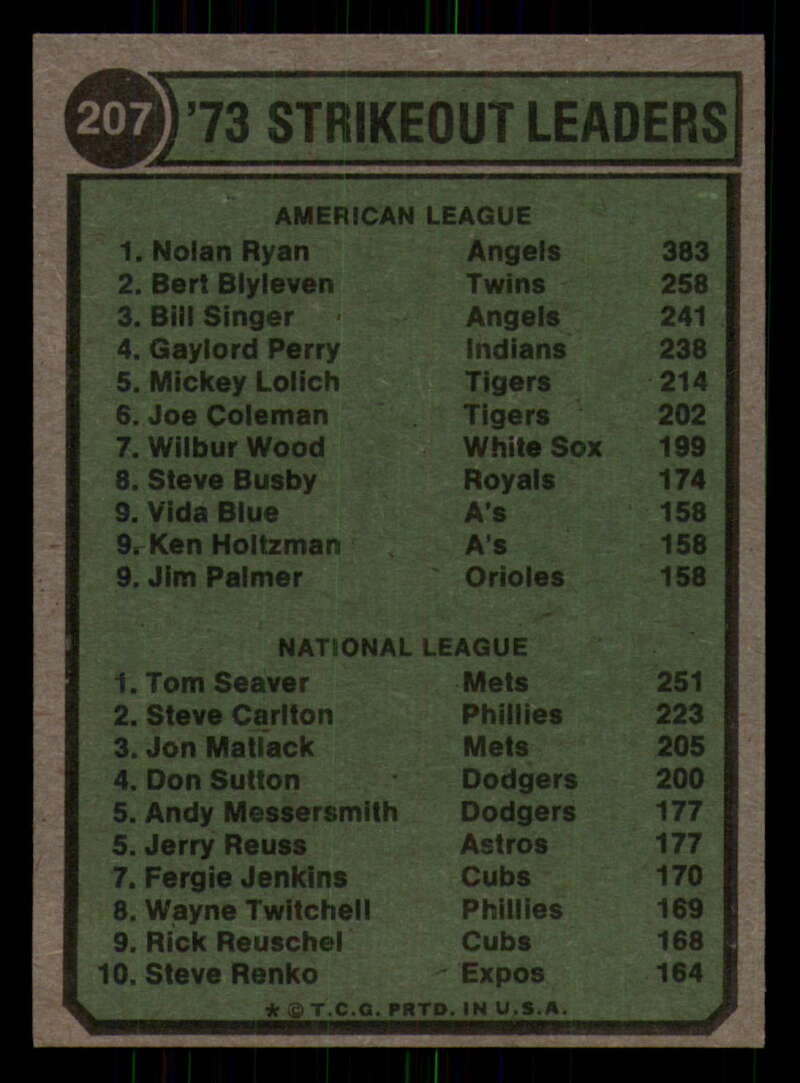 207 '73 STRIKEOUT LEADERS
AMERICAN LEAGUE
1. Nolan Ryan Angels 383
2. Bert Blyleven Twins 258
3. Bill Singer Angels 241
4. Gaylord Perry Indians 238
5. Mickey Lolich Tigers 214
6. Joe Coleman Tigers 202
7. Wilbur Wood White Sox 199
8. Steve Busby Royals 174
9. Vida Blue A's 158
9. Ken Holtzman A's 158
9. Jim Palmer Orioles 158
NATIONAL LEAGUE
1. Tom Seaver Mets 251
2. Steve Carlton Phillies 223
3. Jon Matlack Mets 205
4. Don Sutton Dodgers 200
5. Andy Messersmith Dodgers 177
5. Jerry Reuss Astros 177
7. Fergie Jenkins Cubs 170
8. Wayne Twitchell Phillies 169
9. Rick Reuschel Cubs 168
10. Steve Renko Expos 164
* © T.C.G. PRTD. IN U.S.A.